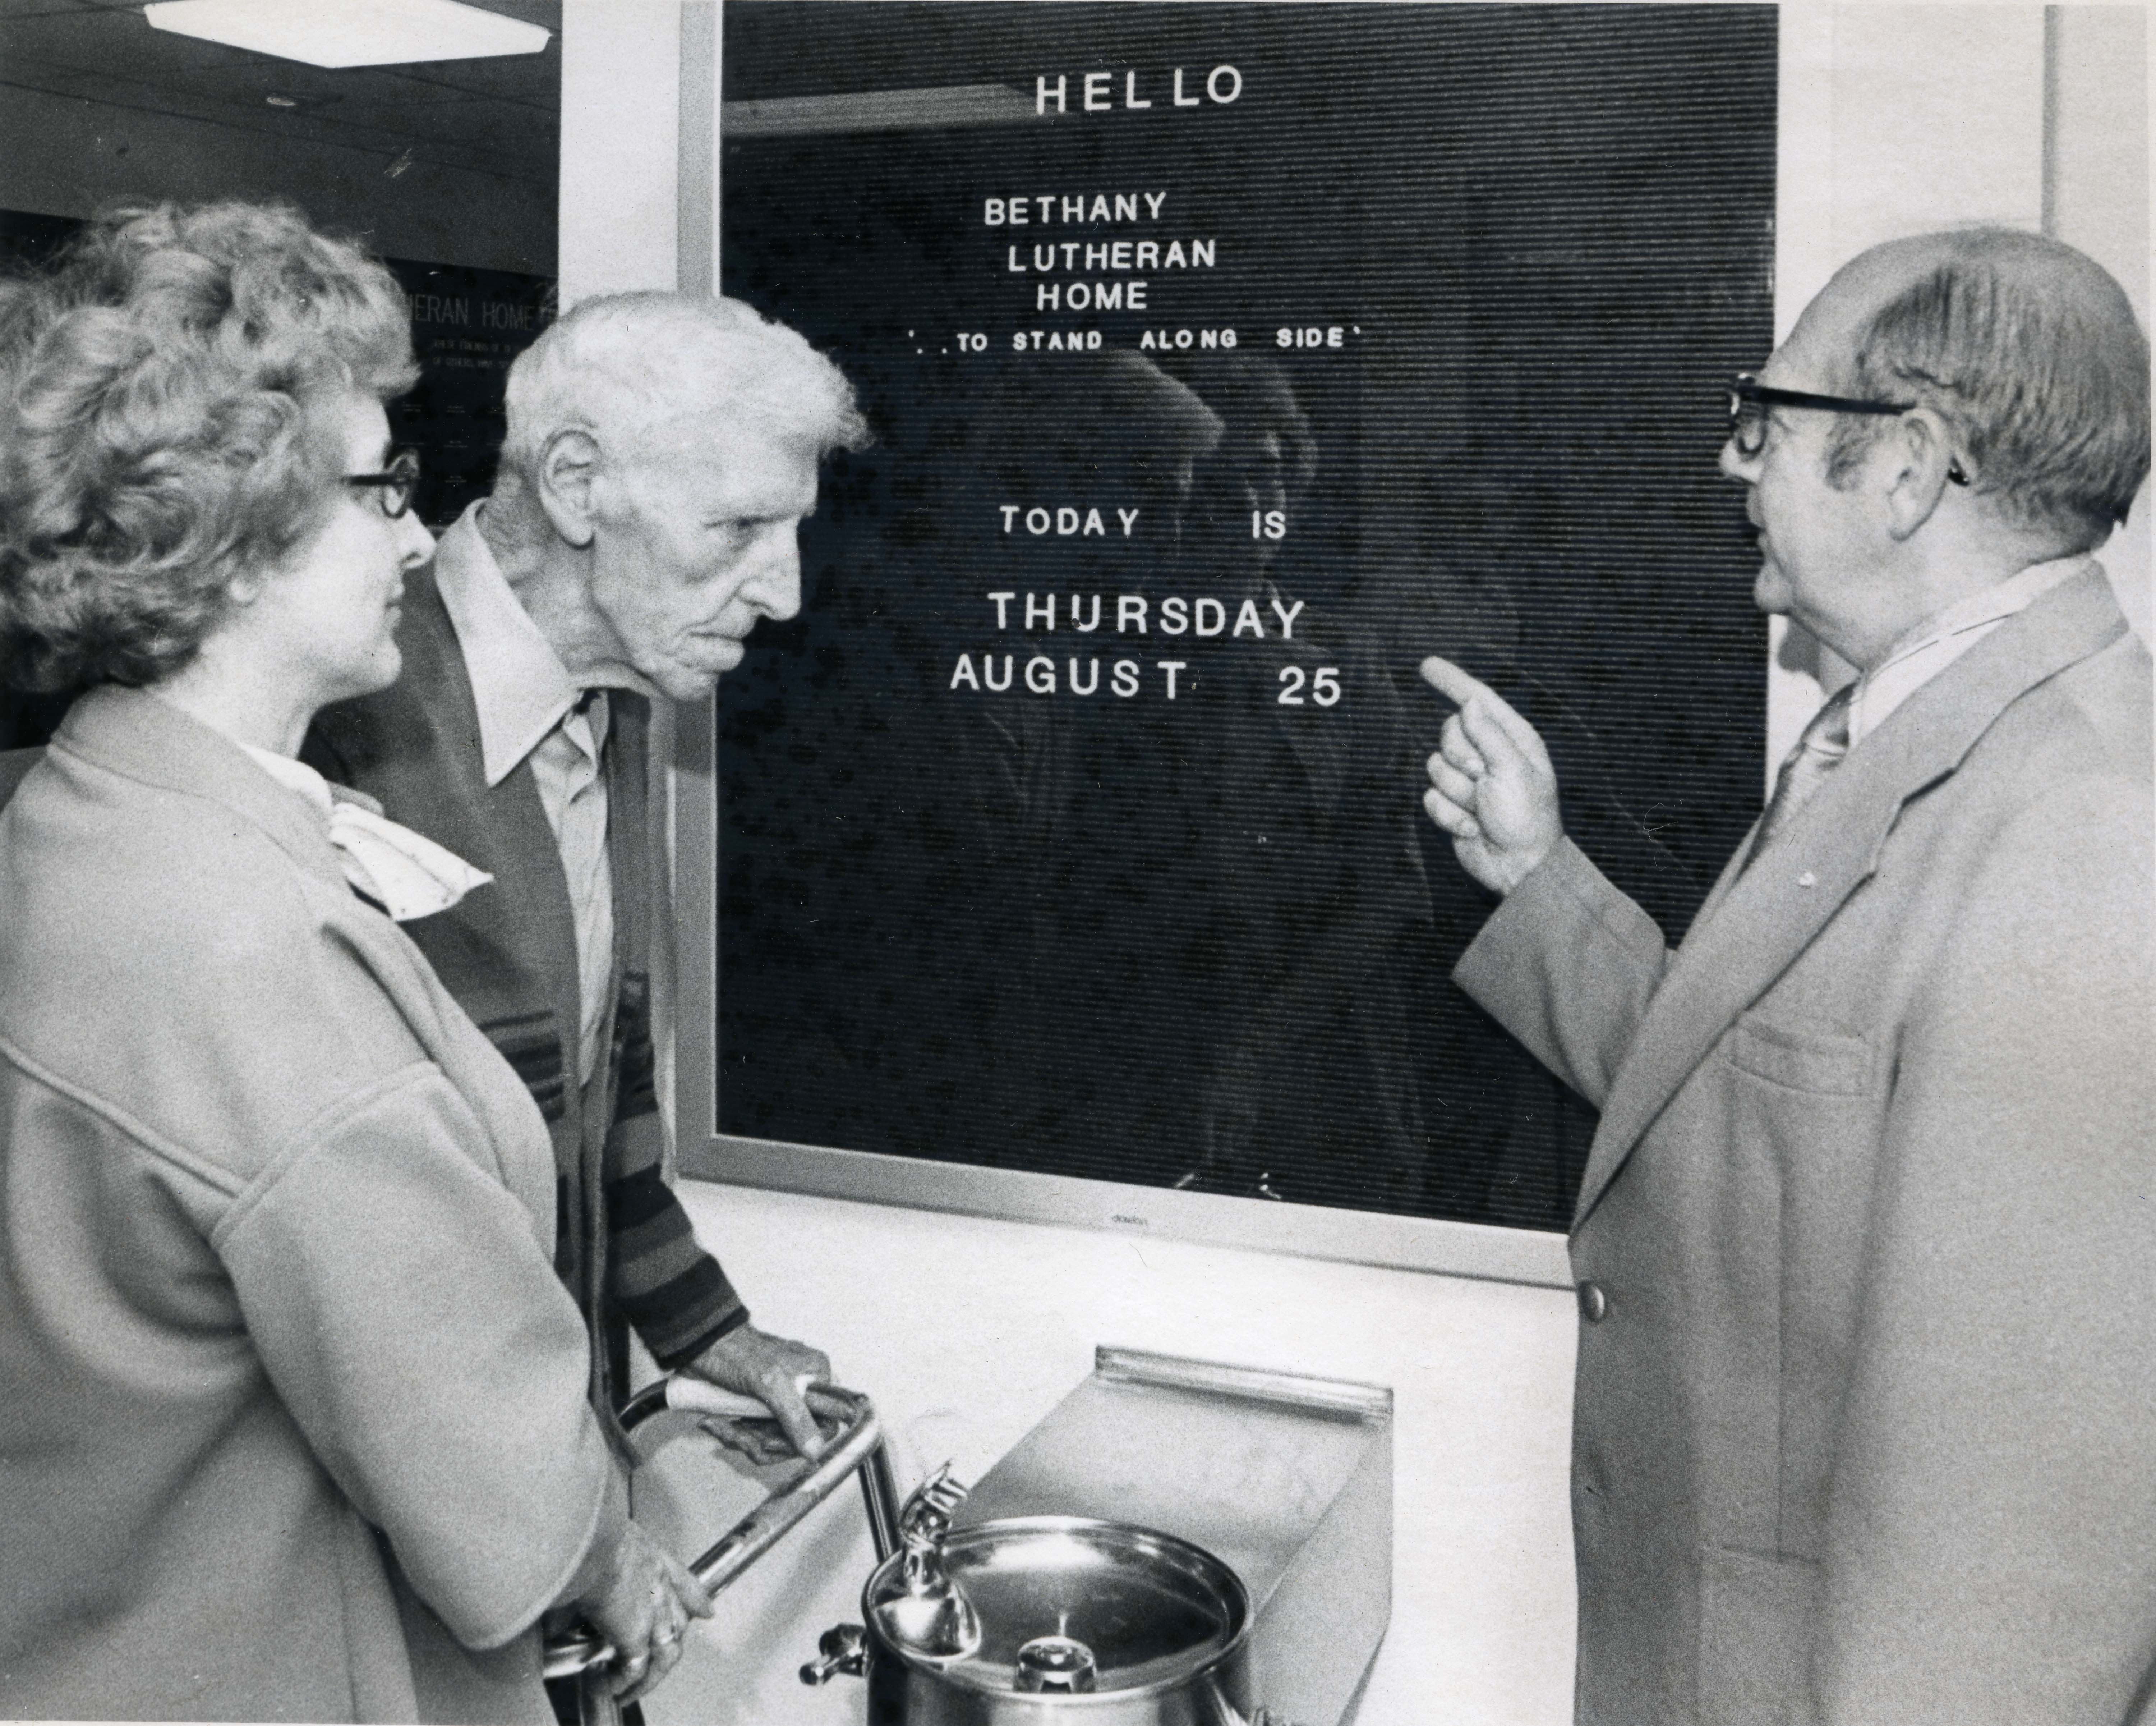 HELLO
BETHANY
LUTHERAN
HOME
'..TO STAND ALONG SIDE'
TODAY IS
THURSDAY
AUGUST 25
HERAN HOME